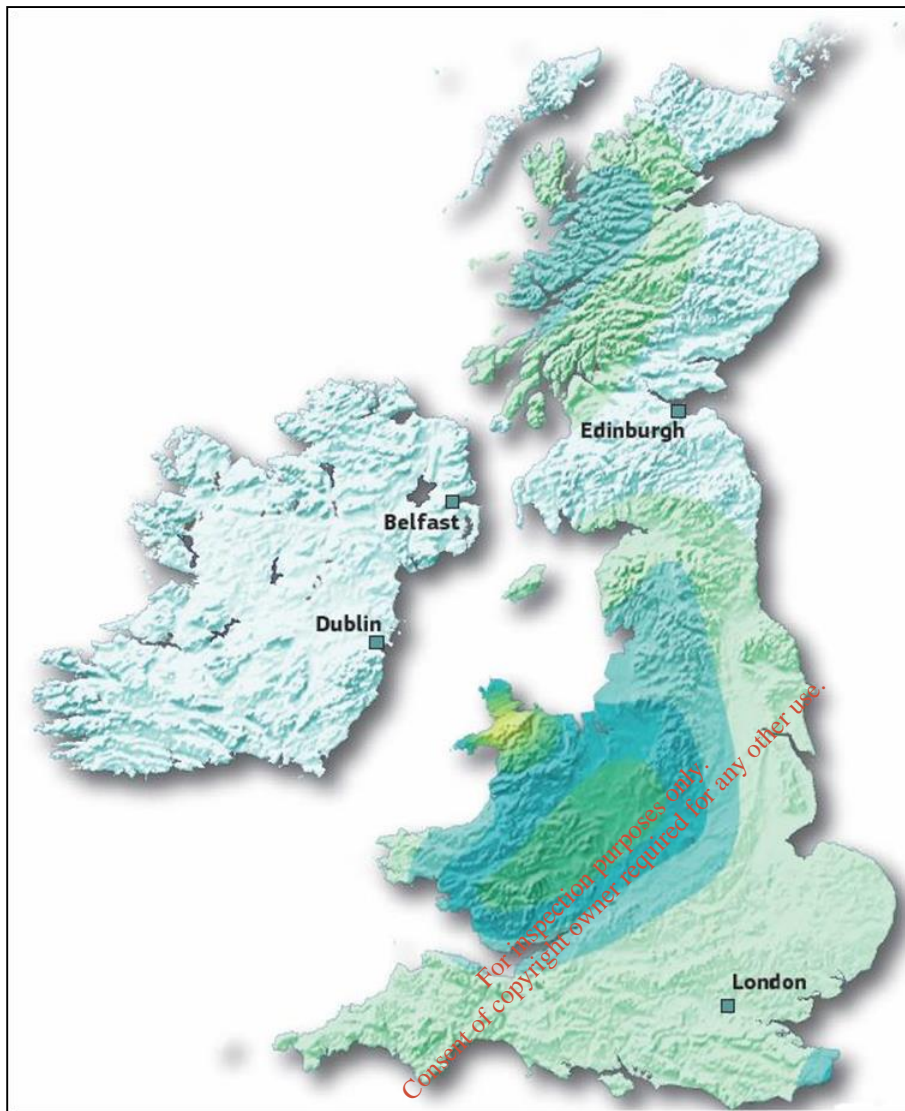 Edinburgh
Belfast
Dublin
For inspection purposes only.
Consent of copyright owner required for any other use.
London